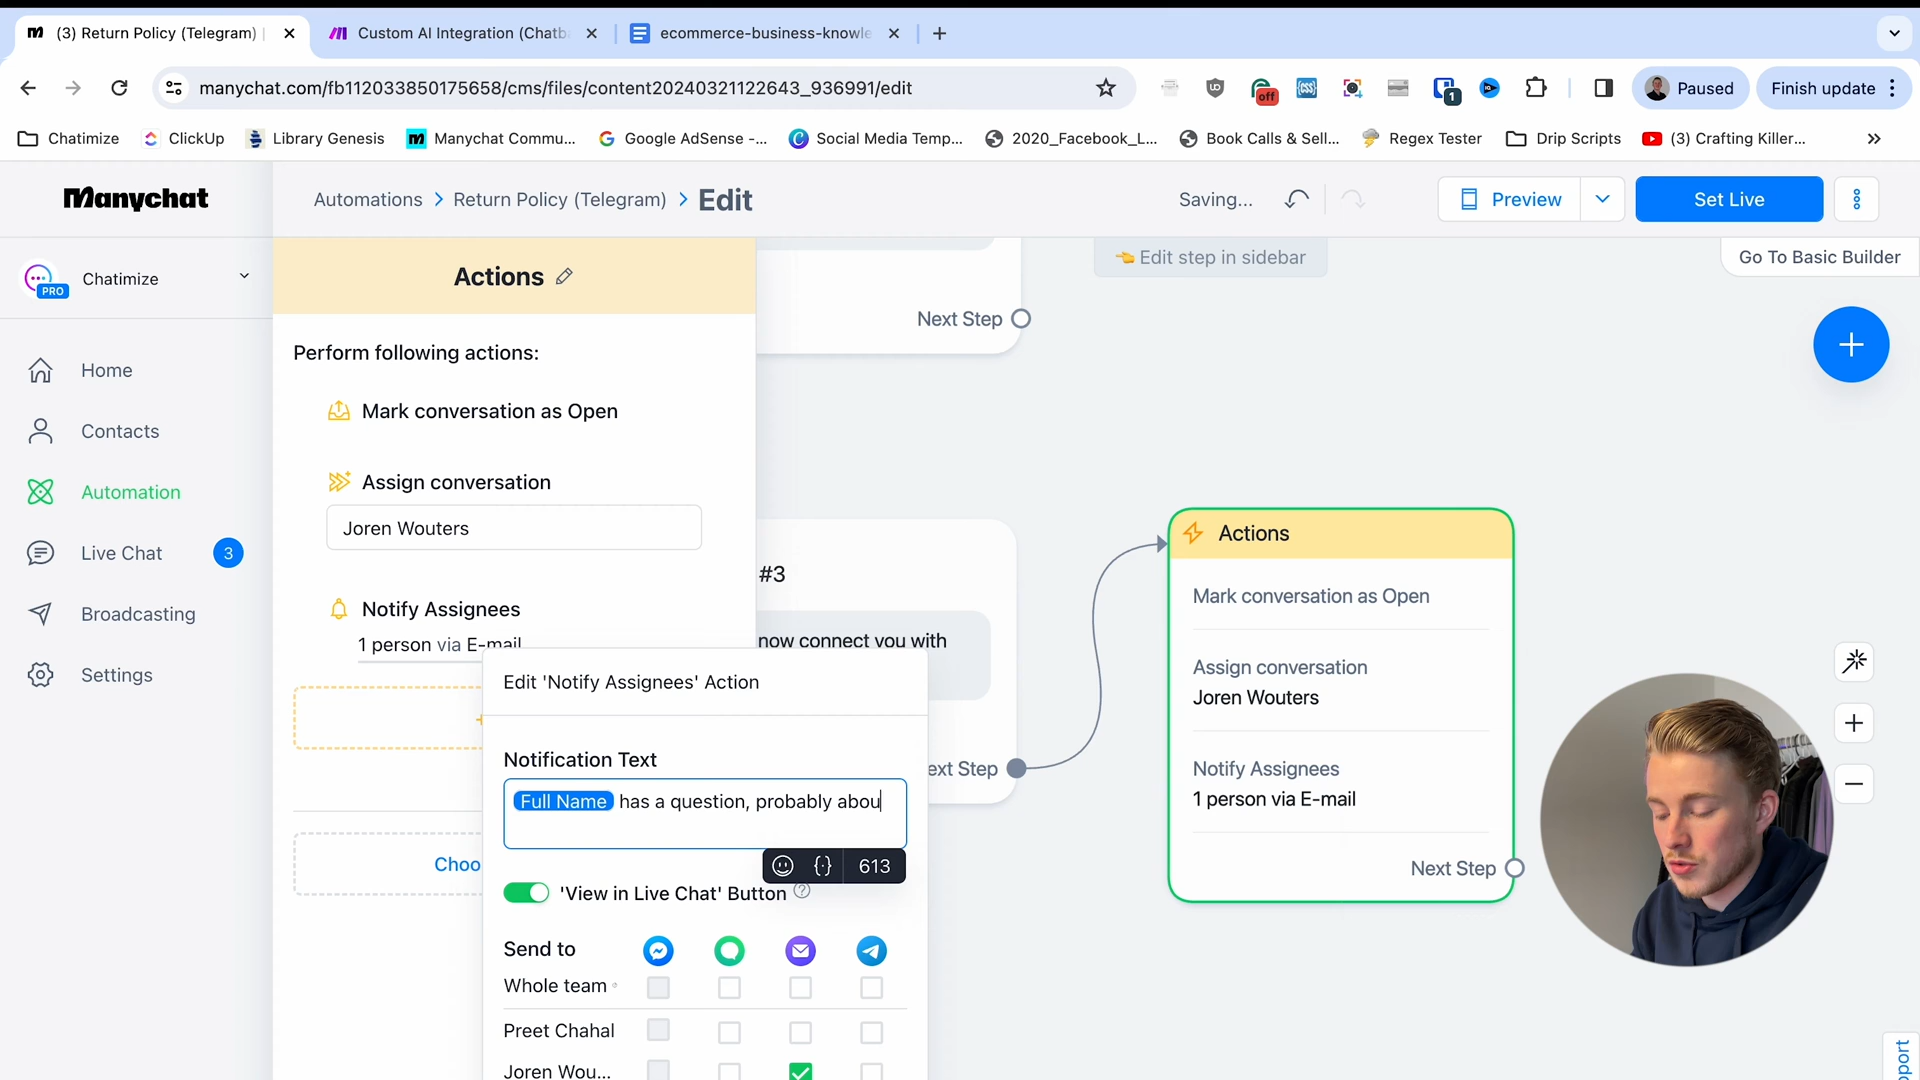 (3) Return Policy (Telegram)
Custom AI Integration (Chatb
ecommerce-business-knowle
manychat.com/fb112033850175658/cms/files/content20240321122643_936991/edit
off
1
Paused
Finish update
Chatimize
ClickUp
Library Genesis
Manychat Commu...
Google AdSense -...
Social Media Temp...
2020_Facebook_L...
Book Calls & Sell...
Regex Tester
Drip Scripts
(3) Crafting Killer...
Manychat
Automations > Return Policy (Telegram) > Edit
Saving...
Preview
Set Live
Chatimize
PRO
Home
Contacts
Automation
Live Chat
3
Broadcasting
Settings
Actions
Perform following actions:
Mark conversation as Open
Assign conversation
Joren Wouters
Notify Assignees
1 person via E-mail
Choo
Edit 'Notify Assignees' Action
Notification Text
Full Name has a question, probably abou
613
'View in Live Chat' Button
Send to
Whole team
Preet Chahal
Joren Wou...
Edit step in sidebar
Go To Basic Builder
Next Step
#3
now connect you with
ext Step
Actions
Mark conversation as Open
Assign conversation
Joren Wouters
Notify Assignees
1 person via E-mail
Next Step
pport